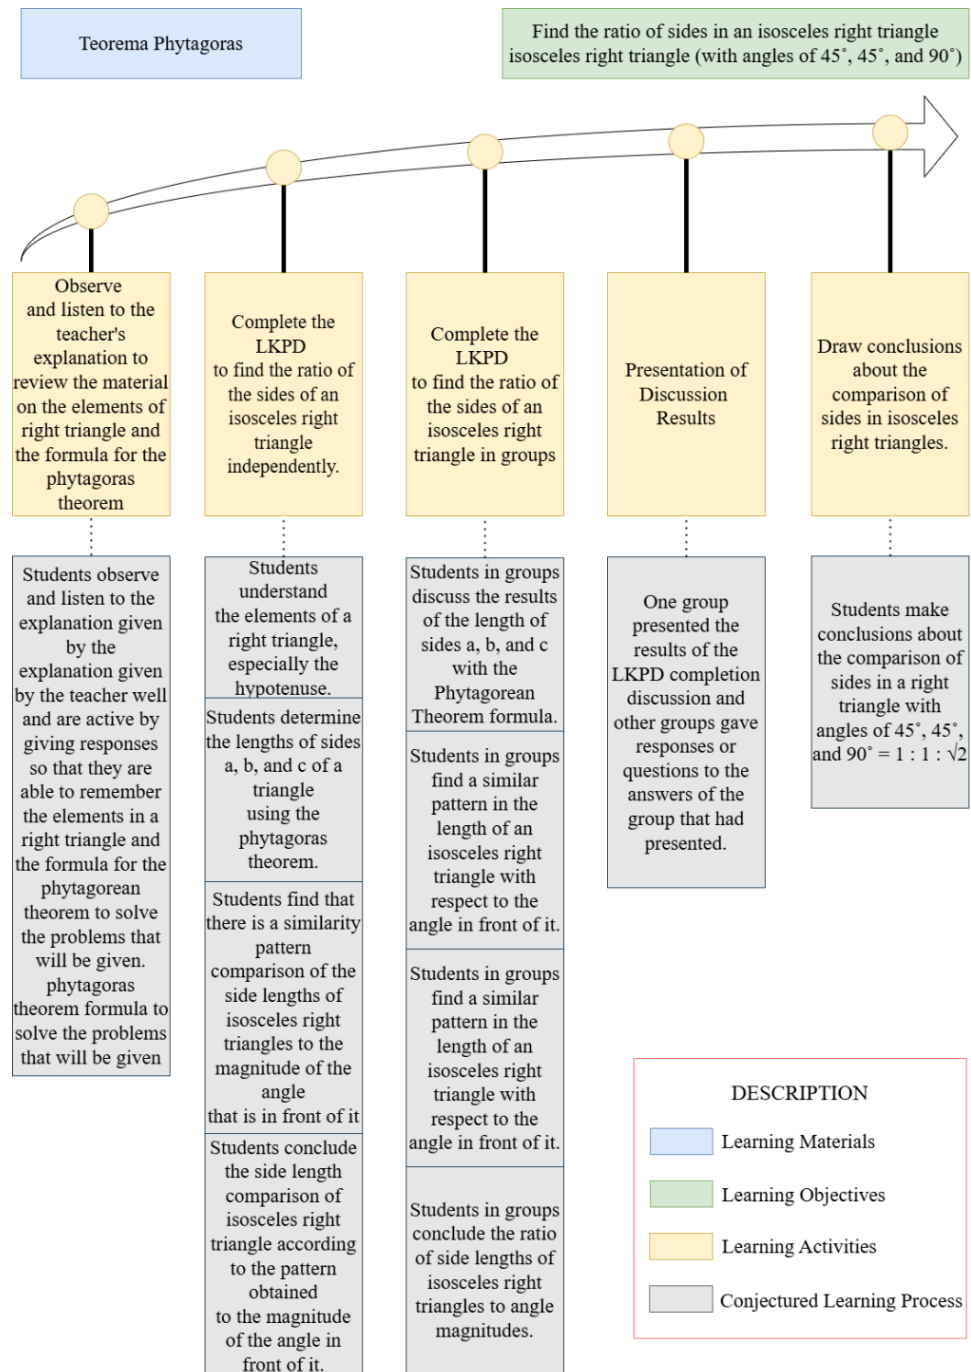 Teorema Phytagoras
Find the ratio of sides in an isosceles right triangle
isosceles right triangle (with angles of 45˚, 45˚, and 90˚)
Observe
and listen to the
teacher's
explanation to
review the material
on the elements of
right triangle and
the formula for the
phytagoras
theorem
Complete the
LKPD
to find the ratio of
the sides of an
isosceles right
triangle
independently.
Complete the
LKPD
to find the ratio of
the sides of an
isosceles right
triangle in groups
Presentation of
Discussion
Results
Draw conclusions
about the
comparison of
sides in isosceles
right triangles.
Students observe
and listen to the
explanation given
by the
explanation given
by the teacher well
and are active by
giving responses
so that they are
able to remember
the elements in a
right triangle and
the formula for the
phytagorean
theorem to solve
the problems that
will be given.
phytagoras
theorem formula to
solve the problems
that will be given
Students
understand
the elements of a
right triangle,
especially the
hypotenuse.
Students determine
the lengths of sides
a, b, and c of a
triangle
using the
phytagoras
theorem.
Students find that
there is a similarity
pattern
comparison of the
side lengths of
isosceles right
triangles to the
magnitude of the
angle
that is in front of it
Students conclude
the side length
comparison of
isosceles right
triangle according
to the pattern
obtained
to the magnitude
of the angle in
front of it.
Students in groups
discuss the results
of the length of
sides a, b, and c
with the
Phytagorean
Theorem formula.
Students in groups
find a similar
pattern in the
length of an
isosceles right
triangle with
respect to the
angle in front of it.
Students in groups
find a similar
pattern in the
length of an
isosceles right
triangle with
respect to the
angle in front of it.
Students in groups
conclude the ratio
of side lengths of
isosceles right
triangles to angle
magnitudes.
One group
presented the
results of the
LKPD completion
discussion and
other groups gave
responses or
questions to the
answers of the
group that had
presented.
Students make
conclusions about
the comparison of
sides in a right
triangle with
angles of 45˚, 45˚,
and 90˚ = 1 : 1 : √2
DESCRIPTION
Learning Materials
Learning Objectives
Learning Activities
Conjectured Learning Process